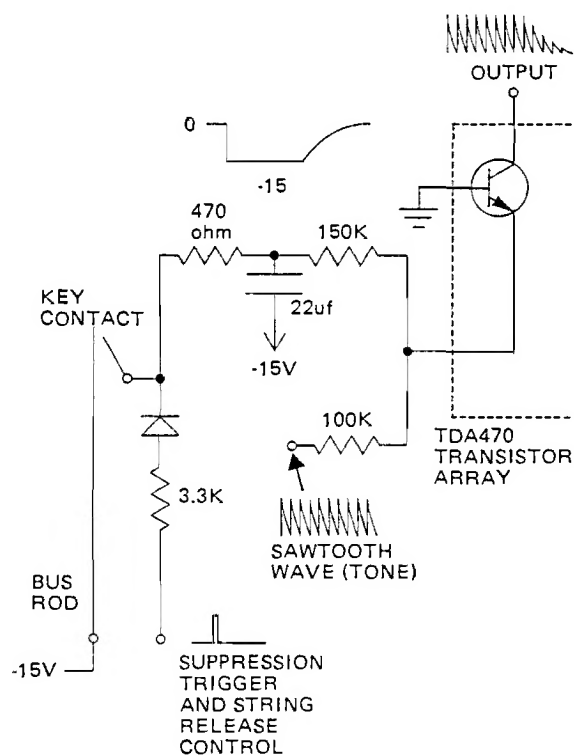 OUTPUT
0
-15
470
ohm
150K
KEY
CONTACT
22uf
-15V
100K
TDA470
TRANSISTOR
ARRAY
3.3K
SAWTOOTH
WAVE (TONE)
BUS
ROD
-15V
SUPPRESSION
TRIGGER
AND STRING
RELEASE
CONTROL